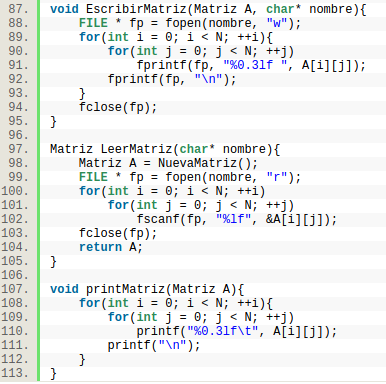 87. void EscribirMatriz(Matriz A, char* nombre){
88.     FILE * fp = fopen(nombre, "w");
89.     for(int i = 0; i < N; ++i){
90.         for(int j = 0; j < N; ++j)
91.             fprintf(fp, "%0.3lf ", A[i][j]);
92.         fprintf(fp, "\n");
93.     }
94.     fclose(fp);
95. }
96.
97. Matriz LeerMatriz(char* nombre){
98.     Matriz A = NuevaMatriz();
99.     FILE * fp = fopen(nombre, "r");
100.     for(int i = 0; i < N; ++i)
101.         for(int j = 0; j < N; ++j)
102.             fscanf(fp, "%lf", &A[i][j]);
103.     fclose(fp);
104.     return A;
105. }
106.
107. void printMatriz(Matriz A){
108.     for(int i = 0; i < N; ++i){
109.         for(int j = 0; j < N; ++j)
110.             printf("%0.3lf\t", A[i][j]);
111.         printf("\n");
112.     }
113. }